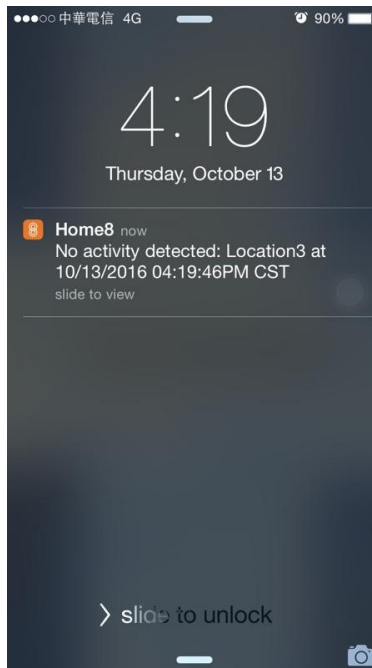 中華電信 4G 90%
4:19
Thursday, October 13
Home8 now
No activity detected: Location3 at
10/13/2016 04:19:46PM CST
slide to view
slide to unlock